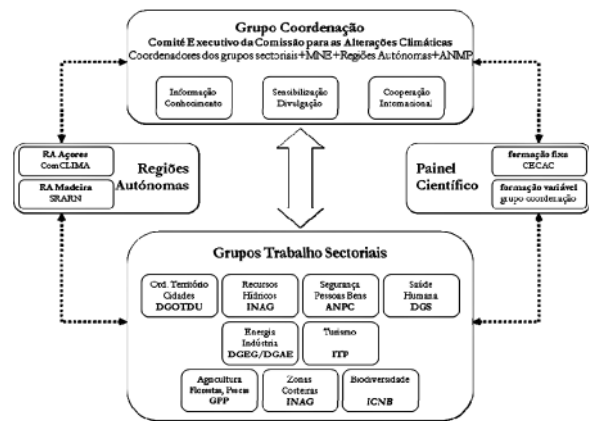 Grupo Coordenação
Comité Executivo da Comissão para as Alterações Climáticas
Coordenadores dos grupos sectoriais+MNE+Regiões Autónomas+ANMP
Informação
Conhecimento
Sensibilização
Divulgação
Cooperação
Internacional
RA Açores
ComCLIMA
RA Madeira
SRARN
Regiões
Autónomas
Painel
Científico
formação fixa
CECAC
formação variável
grupo coordenação
Grupos Trabalho Sectoriais
Ord. Território
Cidades
DGOTDU
Recursos
Hídricos
INAG
Segurança
Pessoas Bens
ANPC
Saúde
Humana
DGS
Energia
Indústria
DGEG/DGAE
Turismo
ITP
Agricultura
Florestas, Pescas
GPP
Zonas
Costeiras
INAG
Biodiversidade
ICNB